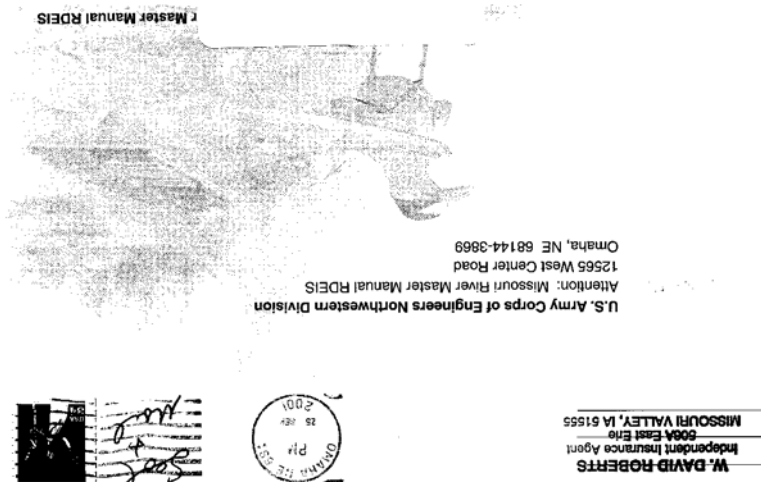 W. DAVID ROBERTS
Independent Insurance Agent
508A East Erie
MISSOURI VALLEY, IA 51555
OMAHA NE 681
PM
25
2001
U.S. Army Corps of Engineers Northwestern Division
Attention: Missouri River Master Manual RDEIS
12565 West Center Road
Omaha, NE 68144-3869
r Master Manual RDEIS